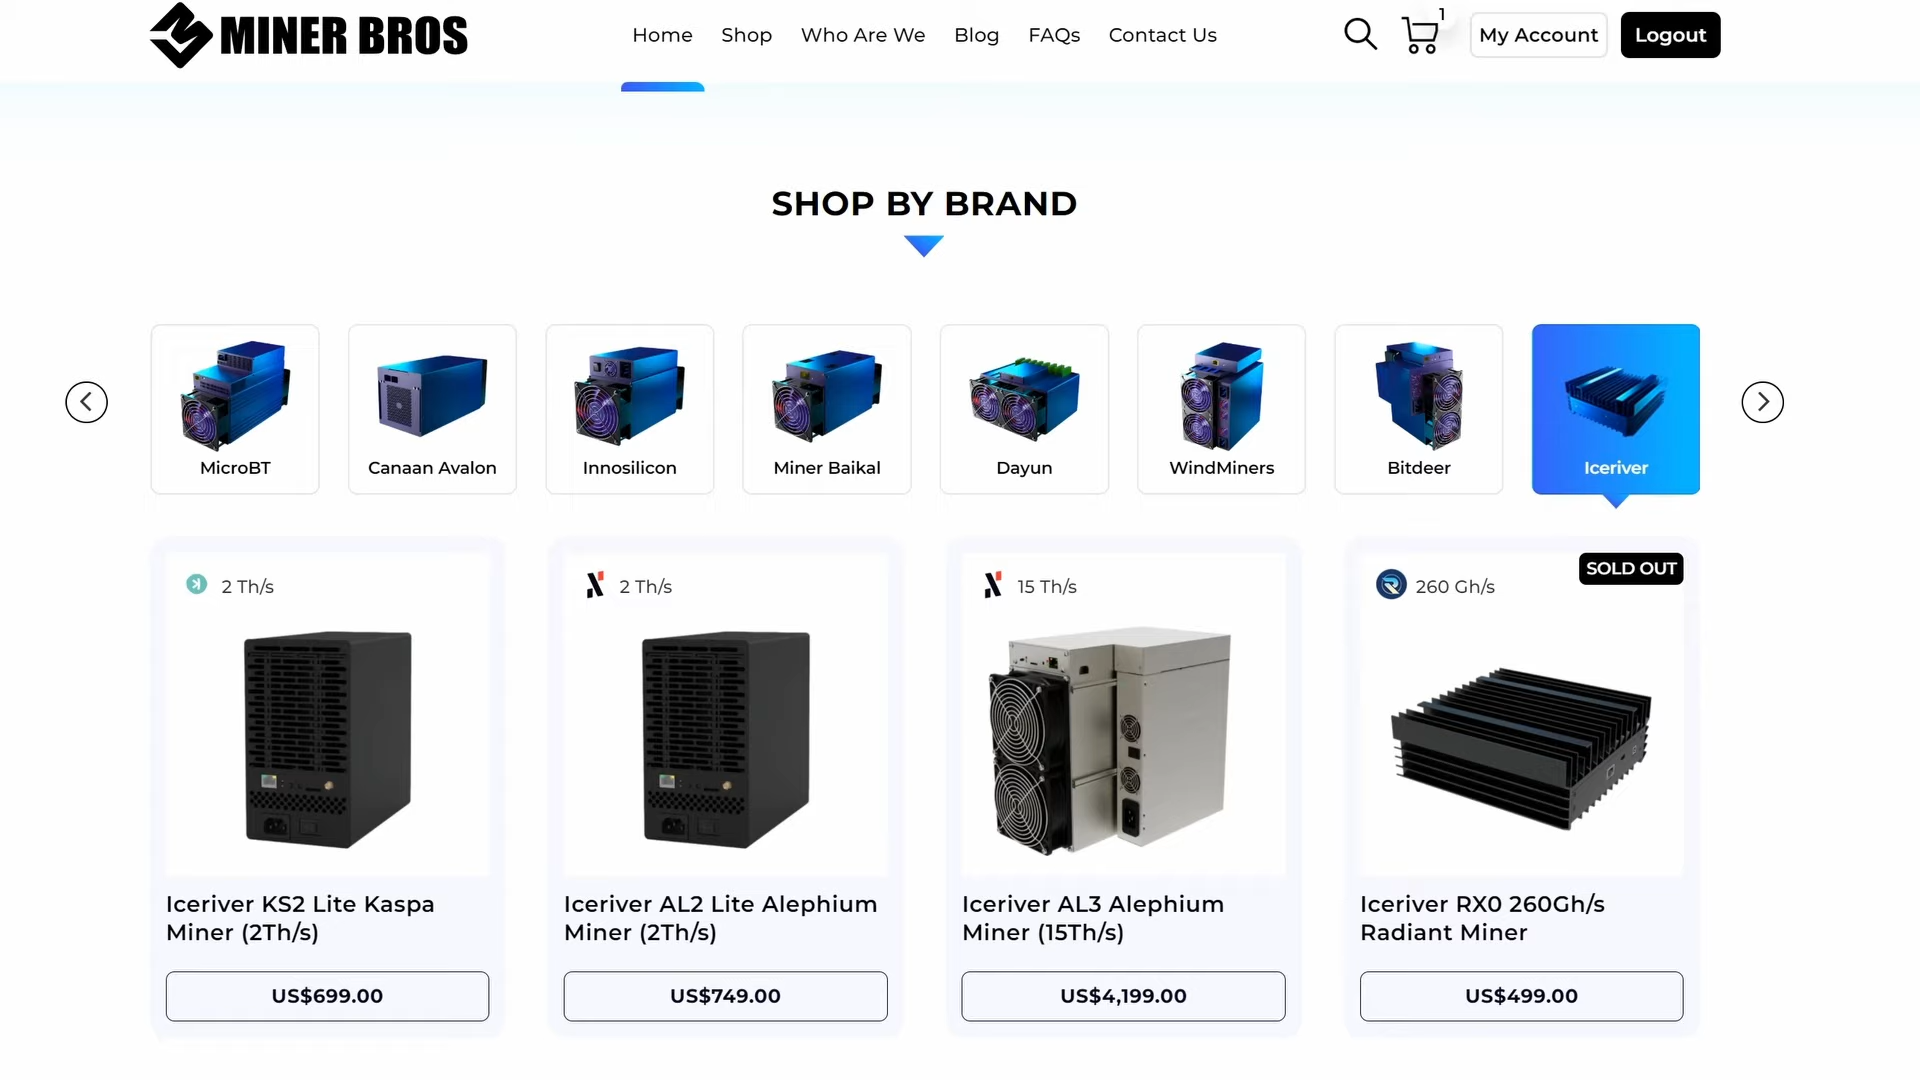 MINER BROS
Home Shop Who Are We Blog FAQs Contact Us
1
My Account
Logout
SHOP BY BRAND
MicroBT
Canaan Avalon
Innosilicon
Miner Baikal
Dayun
WindMiners
Bitdeer
Iceriver
2 Th/s
Iceriver KS2 Lite Kaspa
Miner (2Th/s)
US$699.00
2 Th/s
Iceriver AL2 Lite Alephium
Miner (2Th/s)
US$749.00
15 Th/s
Iceriver AL3 Alephium
Miner (15Th/s)
US$4,199.00
260 Gh/s
SOLD OUT
Iceriver RX0 260Gh/s
Radiant Miner
US$499.00